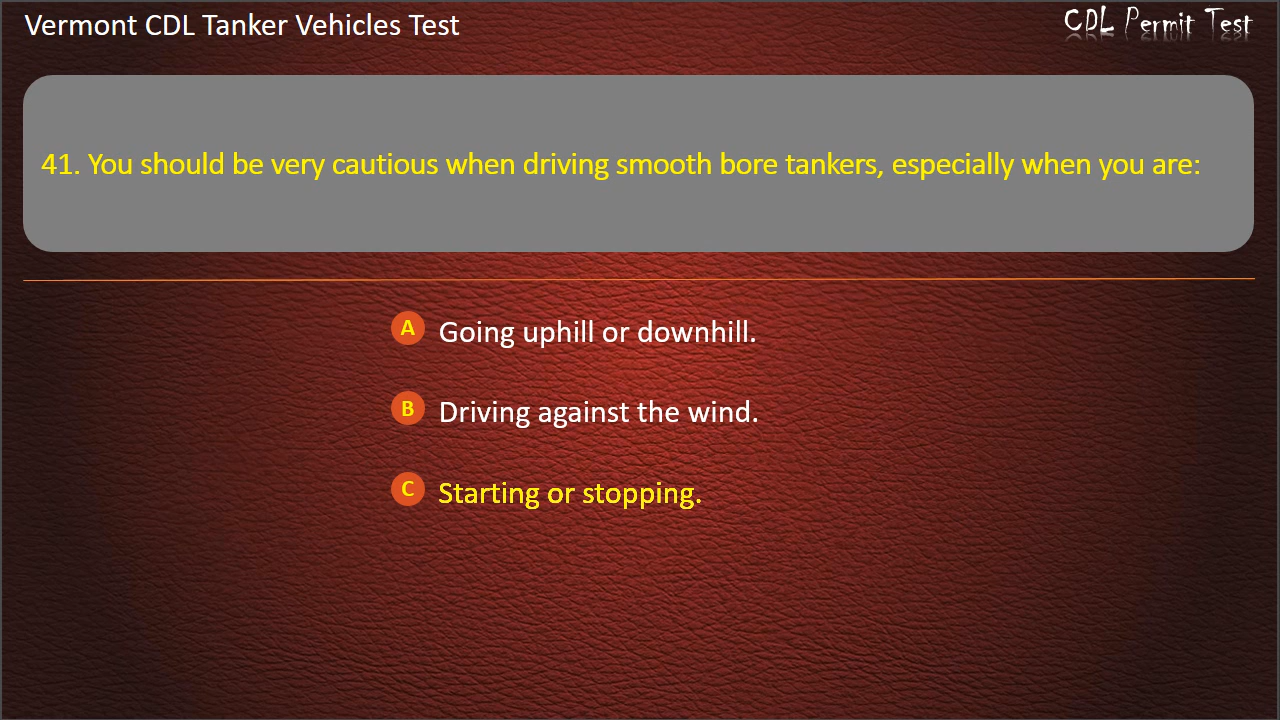 Vermont CDL Tanker Vehicles Test
CDL Permit Test
41. You should be very cautious when driving smooth bore tankers, especially when you are:
A Going uphill or downhill.
B Driving against the wind.
C Starting or stopping.